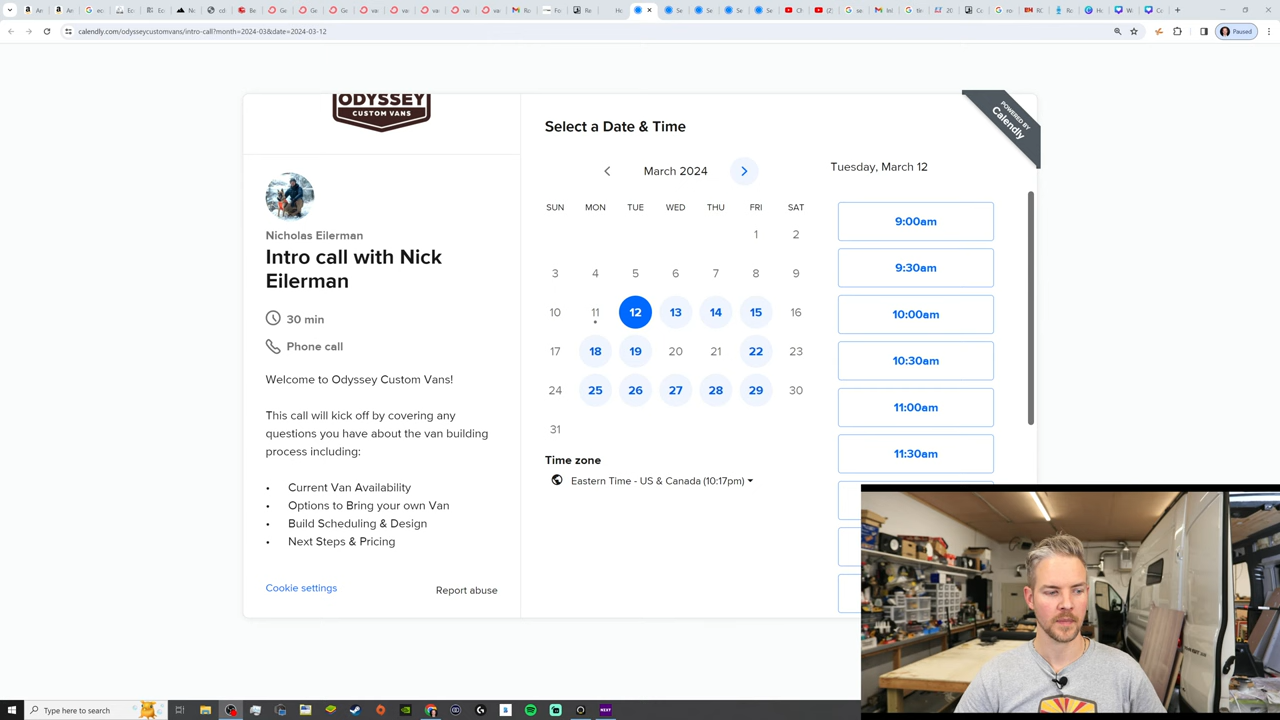 calendly.com/odysseycustomvans/intro-call?month=2024-03&date=2024-03-12
Paused
ODYSSEY
CUSTOM VANS
Nicholas Eilerman
Intro call with Nick
Eilerman
30 min
Phone call
Welcome to Odyssey Custom Vans!
This call will kick off by covering any
questions you have about the van building
process including:
• Current Van Availability
• Options to Bring your own Van
• Build Scheduling & Design
• Next Steps & Pricing
Cookie settings
Report abuse
Select a Date & Time
March 2024
SUN MON TUE WED THU FRI SAT
1 2
3 4 5 6 7 8 9
10 11 12 13 14 15 16
17 18 19 20 21 22 23
24 25 26 27 28 29 30
31
Time zone
Eastern Time - US & Canada (10:17pm)
POWERED BY
Calendly
Tuesday, March 12
9:00am
9:30am
10:00am
10:30am
11:00am
11:30am
Type here to search
NEXT